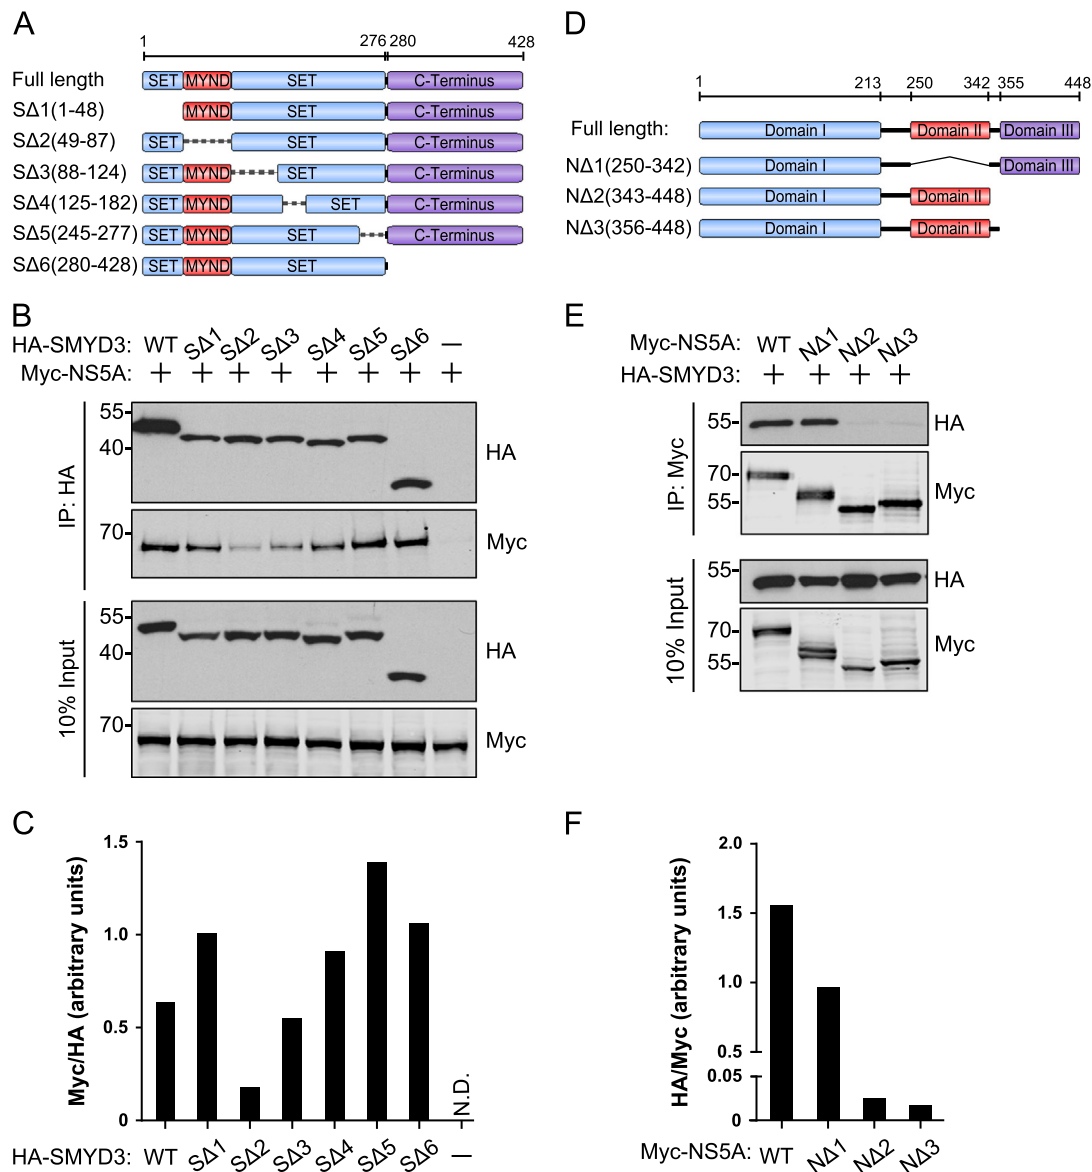 A
1 276 280 428
Full length SET MYND SET C-Terminus
SΔ1(1-48) MYND SET C-Terminus
SΔ2(49-87) SET SET C-Terminus
SΔ3(88-124) SET MYND SET C-Terminus
SΔ4(125-182) SET MYND SET C-Terminus
SΔ5(245-277) SET MYND SET C-Terminus
SΔ6(280-428) SET MYND SET
B
HA-SMYD3: WT SΔ1 SΔ2 SΔ3 SΔ4 SΔ5 SΔ6 —
Myc-NS5A: + + + + + + + +
IP: HA
55
40
HA
70
Myc
10% Input
55
40
HA
70
Myc
C
Myc/HA (arbitrary units)
1.5
1.0
0.5
0
N.D.
HA-SMYD3: WT SΔ1 SΔ2 SΔ3 SΔ4 SΔ5 SΔ6 —
D
1 213 250 342 355 448
Full length: Domain I Domain II Domain III
NΔ1(250-342) Domain I Domain III
NΔ2(343-448) Domain I Domain II
NΔ3(356-448) Domain I Domain II
E
Myc-NS5A: WT NΔ1 NΔ2 NΔ3
HA-SMYD3: + + + +
IP: Myc
55
HA
70
55
Myc
10% Input
55
HA
70
55
Myc
F
HA/Myc (arbitrary units)
2.0
1.5
1.0
0.5
0.05
0
Myc-NS5A: WT NΔ1 NΔ2 NΔ3